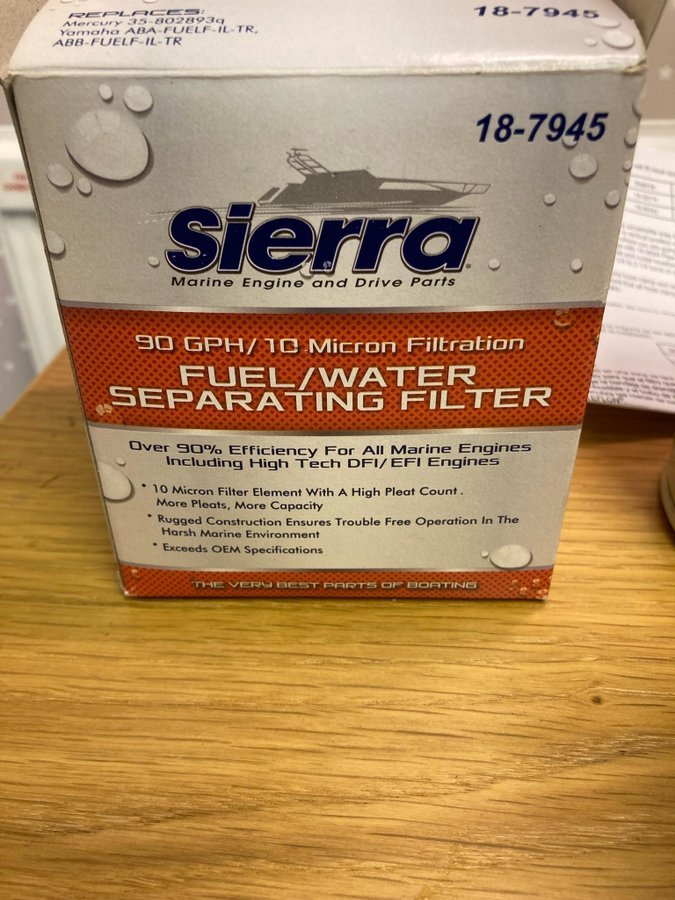 REPLACES:
Mercury 35-802893q
Yamaha ABA-FUELF-IL-TR,
ABB-FUELF-IL-TR
18-7945
18-7945
Sierra
Marine Engine and Drive Parts
90 GPH/10 Micron Filtration
FUEL/WATER
SEPARATING FILTER
Over 90% Efficiency For All Marine Engines
Including High Tech DFI/EFI Engines
• 10 Micron Filter Element With A High Pleat Count.
More Pleats, More Capacity
• Rugged Construction Ensures Trouble Free Operation In The
Harsh Marine Environment
• Exceeds OEM Specifications
THE VERY BEST PARTS OF BOATING